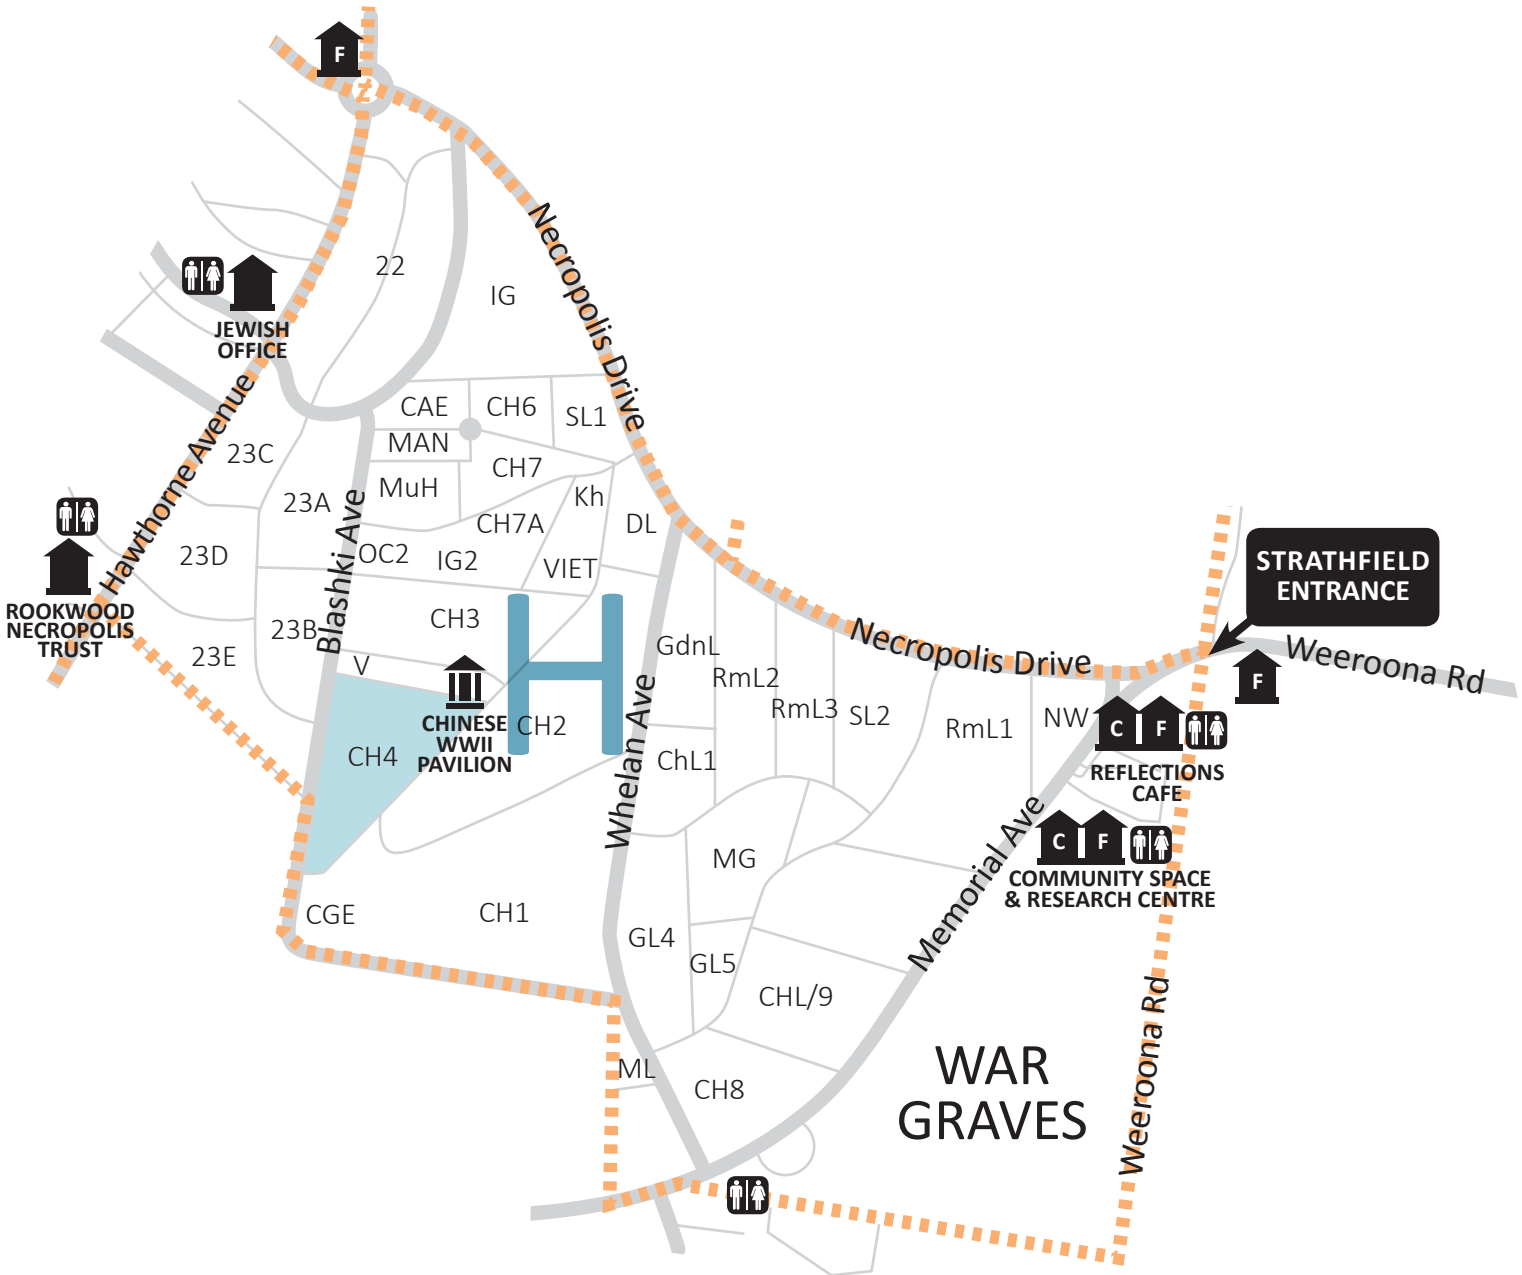 F
22
IG
Necropolis Drive
JEWISH
OFFICE
CAE
CH6
SL1
MAN
23C
CH7
MuH
Hawthorne Avenue
23A
Kh
CH7A
DL
Blashki Ave
OC2
IG2
VIET
23D
STRATHFIELD
ENTRANCE
ROOKWOOD
NECROPOLIS
TRUST
CH3
23B
23E
V
H
GdnL
Necropolis Drive
Weeroona Rd
RmL2
RmL3
SL2
RmL1
NW
F
C
F
CH2
CHINESE
WWII
PAVILION
CH4
Whelan Ave
ChL1
REFLECTIONS
CAFE
C
F
MG
Memorial Ave
COMMUNITY SPACE
& RESEARCH CENTRE
CGE
CH1
GL4
GL5
CHL/9
Weeroona Rd
ML
CH8
WAR
GRAVES